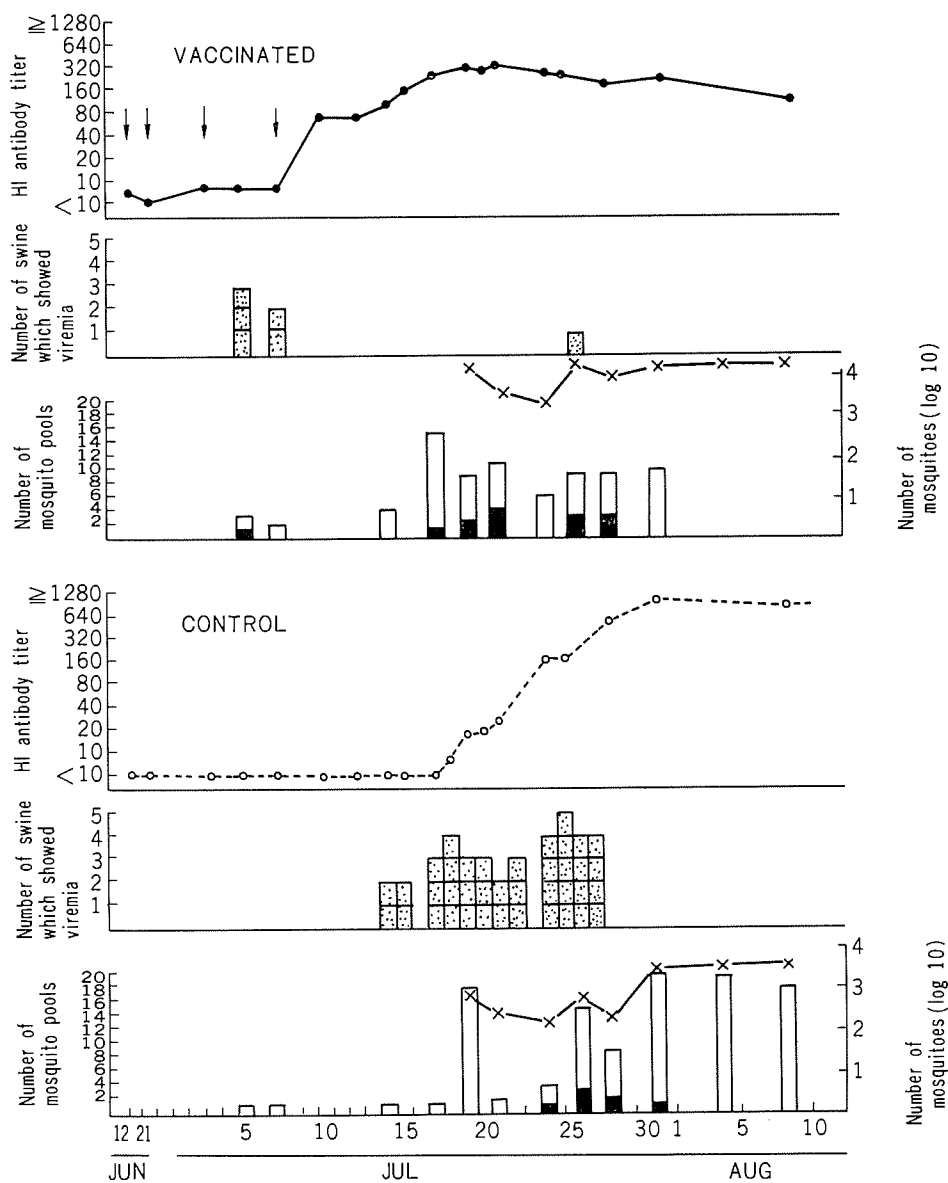 VACCINATED
HI antibody titer
≧ 1280
640
320
160
80
40
20
10
< 10
Number of swine
which showed
viremia
5
4
3
2
1
Number of
mosquito pools
20
18
16
14
12
10
8
6
4
2
4
3
2
1
Number of
mosquitoes (log 10)
CONTROL
HI antibody titer
≧ 1280
640
320
160
80
40
20
10
< 10
Number of swine
which showed
viremia
5
4
3
2
1
Number of
mosquito pools
20
18
16
14
12
10
8
6
4
2
4
3
2
1
Number of
mosquitoes (log 10)
12 21 5 10 15 20 25 30 1 5 10
JUN JUL AUG